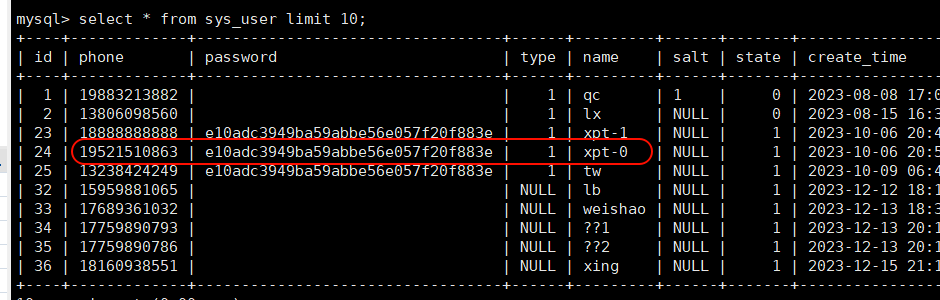 mysql> select * from sys_user limit 10;
+----+-------------+----------------------------------+------+----------+------+-------+----------------
| id | phone | password | type | name | salt | state | create_time
+----+-------------+----------------------------------+------+----------+------+-------+----------------
| 1 | 19883213882 | | 1 | qc | 1 | 0 | 2023-08-08 17:0
| 2 | 13806098560 | | 1 | lx | NULL | 0 | 2023-08-15 16:3
| 23 | 18888888888 | e10adc3949ba59abbe56e057f20f883e | 1 | xpt-1 | NULL | 1 | 2023-10-06 20:4
| 24 | 19521510863 | e10adc3949ba59abbe56e057f20f883e | 1 | xpt-0 | NULL | 1 | 2023-10-06 20:5
| 25 | 13238424249 | e10adc3949ba59abbe56e057f20f883e | 1 | tw | NULL | 1 | 2023-10-09 06:4
| 32 | 15959881065 | | NULL | lb | NULL | 1 | 2023-12-12 18:1
| 33 | 17689361032 | | NULL | weishao | NULL | 1 | 2023-12-13 18:3
| 34 | 17759890793 | | NULL | ??1 | NULL | 1 | 2023-12-13 20:1
| 35 | 17759890786 | | NULL | ??2 | NULL | 1 | 2023-12-13 20:1
| 36 | 18160938551 | | NULL | xing | NULL | 1 | 2023-12-15 21:1
+----+-------------+----------------------------------+------+----------+------+-------+----------------